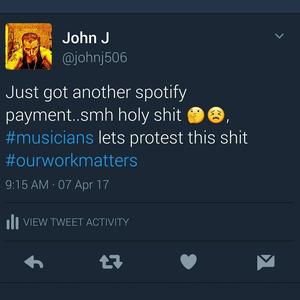 John J
@johnj506
Just got another spotify
payment..smh holy shit 🤔😢,
#musicians lets protest this shit
#ourworkmatters
9:15 AM · 07 Apr 17
VIEW TWEET ACTIVITY